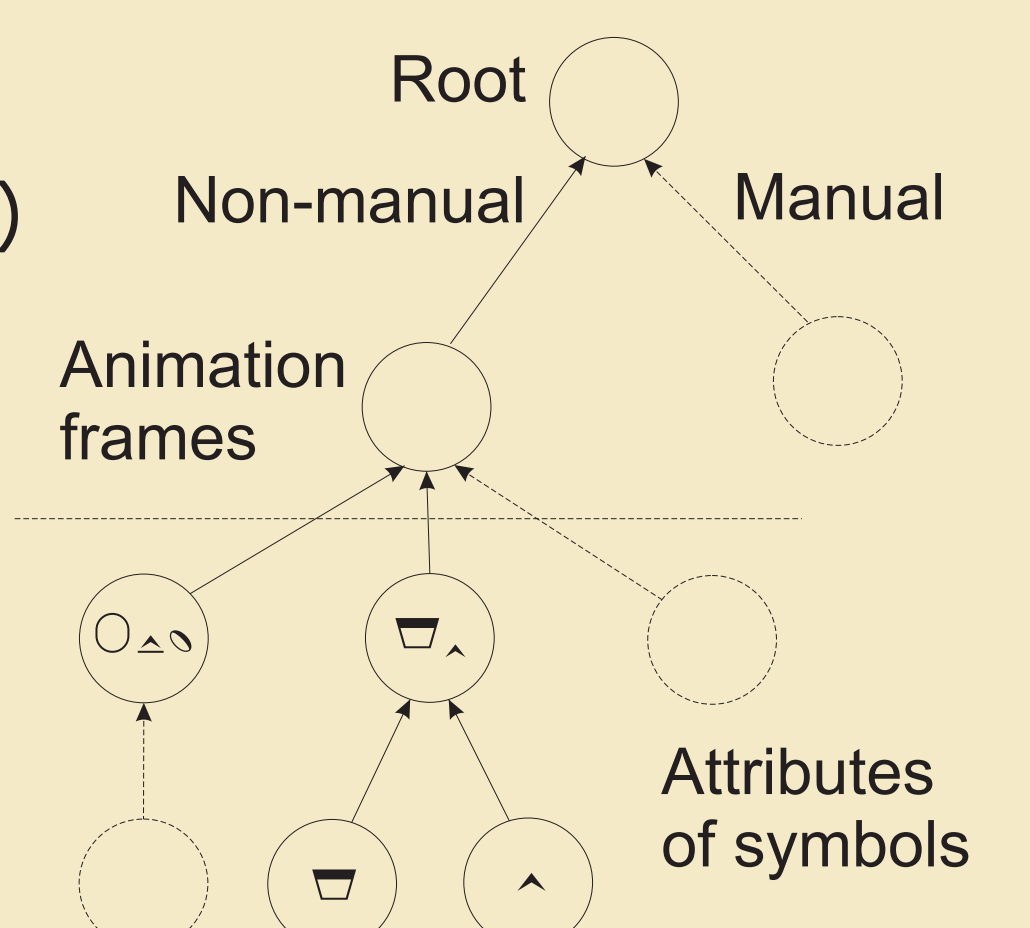 Root
)
Non-manual
Manual
Animation
frames
Attributes
of symbols